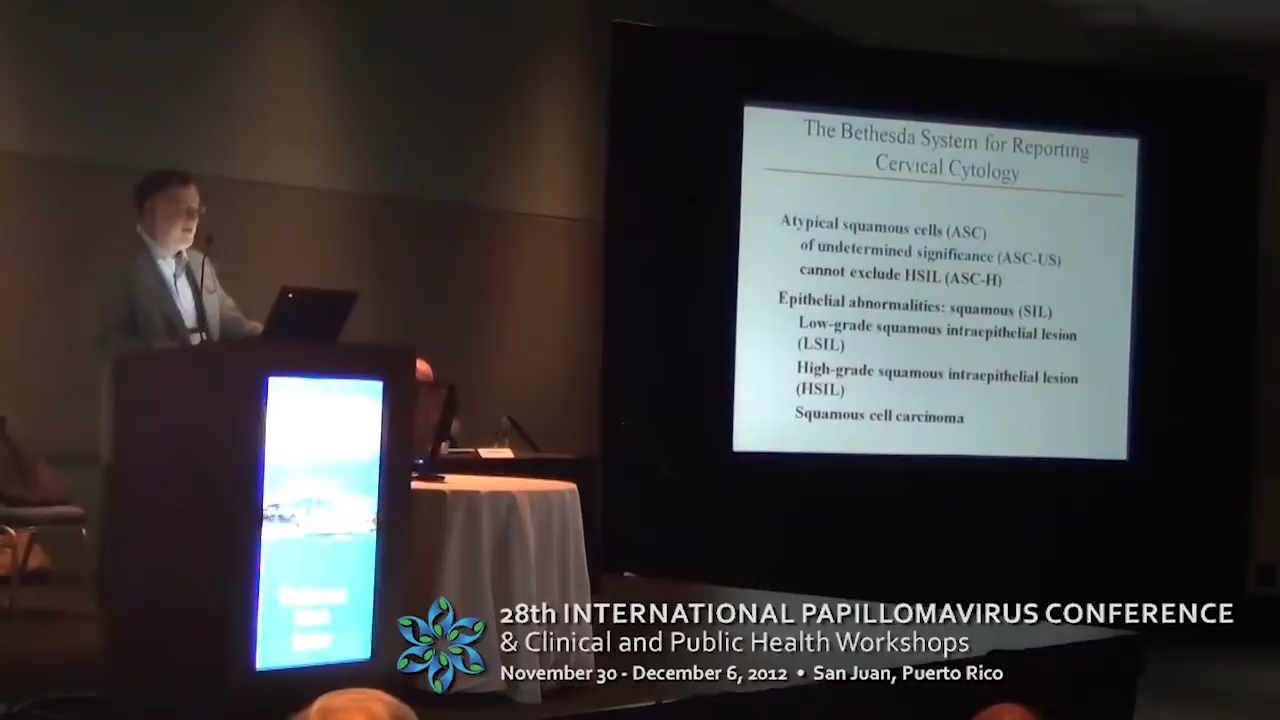 The Bethesda System for Reporting
Cervical Cytology
Atypical squamous cells (ASC)
of undetermined significance (ASC-US)
cannot exclude HSIL (ASC-H)
Epithelial abnormalities: squamous (SIL)
Low-grade squamous intraepithelial lesion
(LSIL)
High-grade squamous intraepithelial lesion
(HSIL)
Squamous cell carcinoma
28th INTERNATIONAL PAPILLOMAVIRUS CONFERENCE
& Clinical and Public Health Workshops
November 30 - December 6, 2012 • San Juan, Puerto Rico